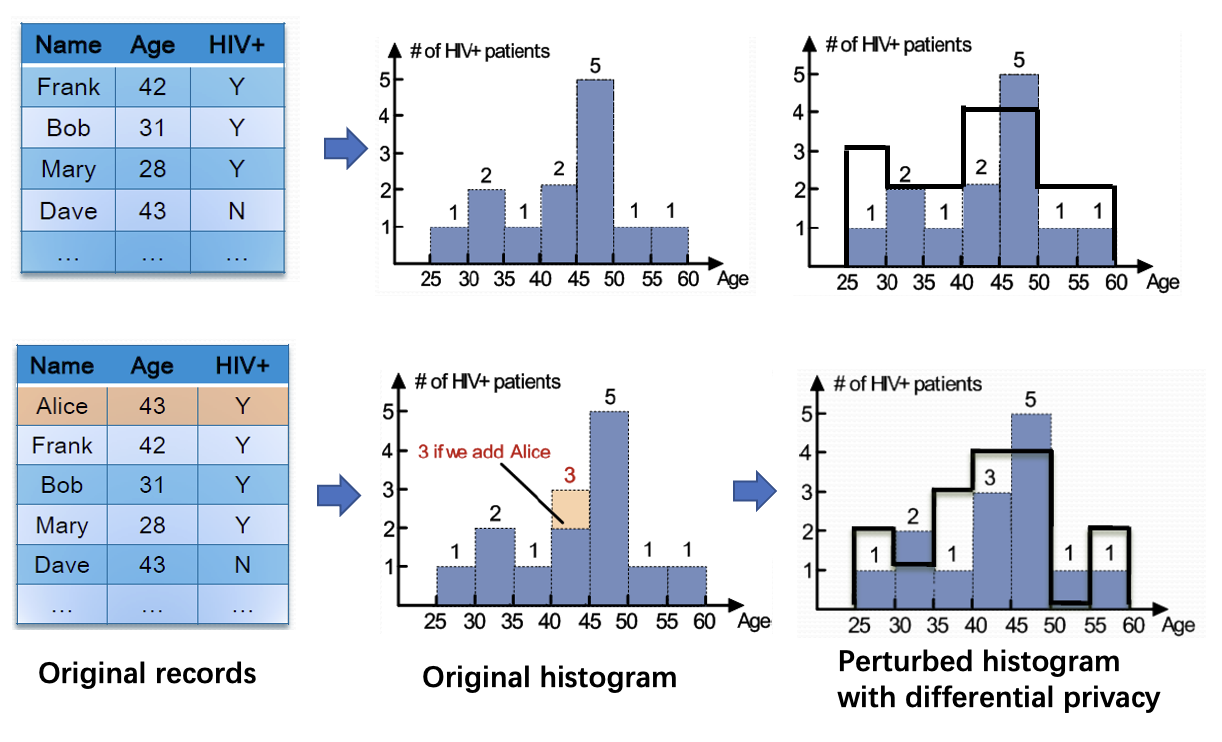 Name Age HIV+
Frank 42 Y
Bob 31 Y
Mary 28 Y
Dave 43 N
... ... ...
# of HIV+ patients
5
5
4
3
2
1
1
2
1
2
1
1
25 30 35 40 45 50 55 60 Age
# of HIV+ patients
5
5
4
3
2
1
1
2
1
2
1
1
25 30 35 40 45 50 55 60 Age
Name Age HIV+
Alice 43 Y
Frank 42 Y
Bob 31 Y
Mary 28 Y
Dave 43 N
... ... ...
# of HIV+ patients
5
5
4
3 if we add Alice
3
3
2
2
1
1
1
1
1
25 30 35 40 45 50 55 60 Age
# of HIV+ patients
5
5
4
3
3
2
2
1
1
1
1
1
25 30 35 40 45 50 55 60 Age
Original records
Original histogram
Perturbed histogram
with differential privacy